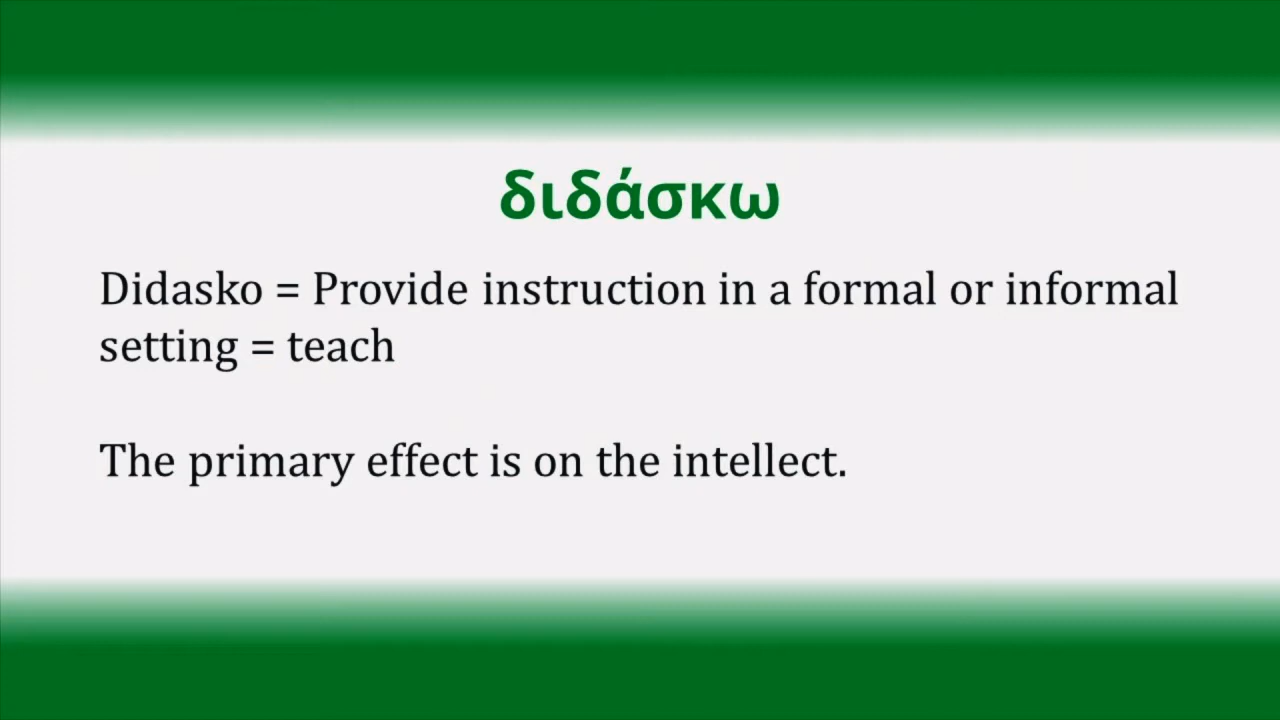 διδάσκω
Didasko = Provide instruction in a formal or informal
setting = teach
The primary effect is on the intellect.